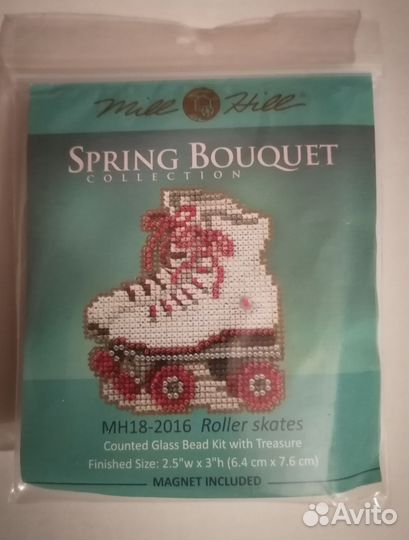 Mill Hill®
SPRING BOUQUET
COLLECTION
MH18-2016 Roller skates
Counted Glass Bead Kit with Treasure
Finished Size: 2.5"w x 3"h (6.4 cm x 7.6 cm)
MAGNET INCLUDED
Avito